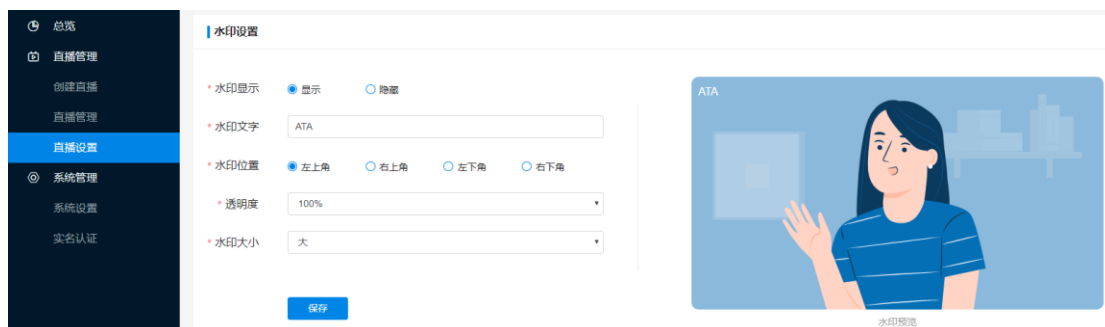 总览
直播管理
创建直播
直播管理
直播设置
系统管理
系统设置
实名认证
水印设置
* 水印显示 显示 隐藏
* 水印文字 ATA
* 水印位置 左上角 右上角 左下角 右下角
* 透明度 100%
* 水印大小 大
保存
ATA
水印预览